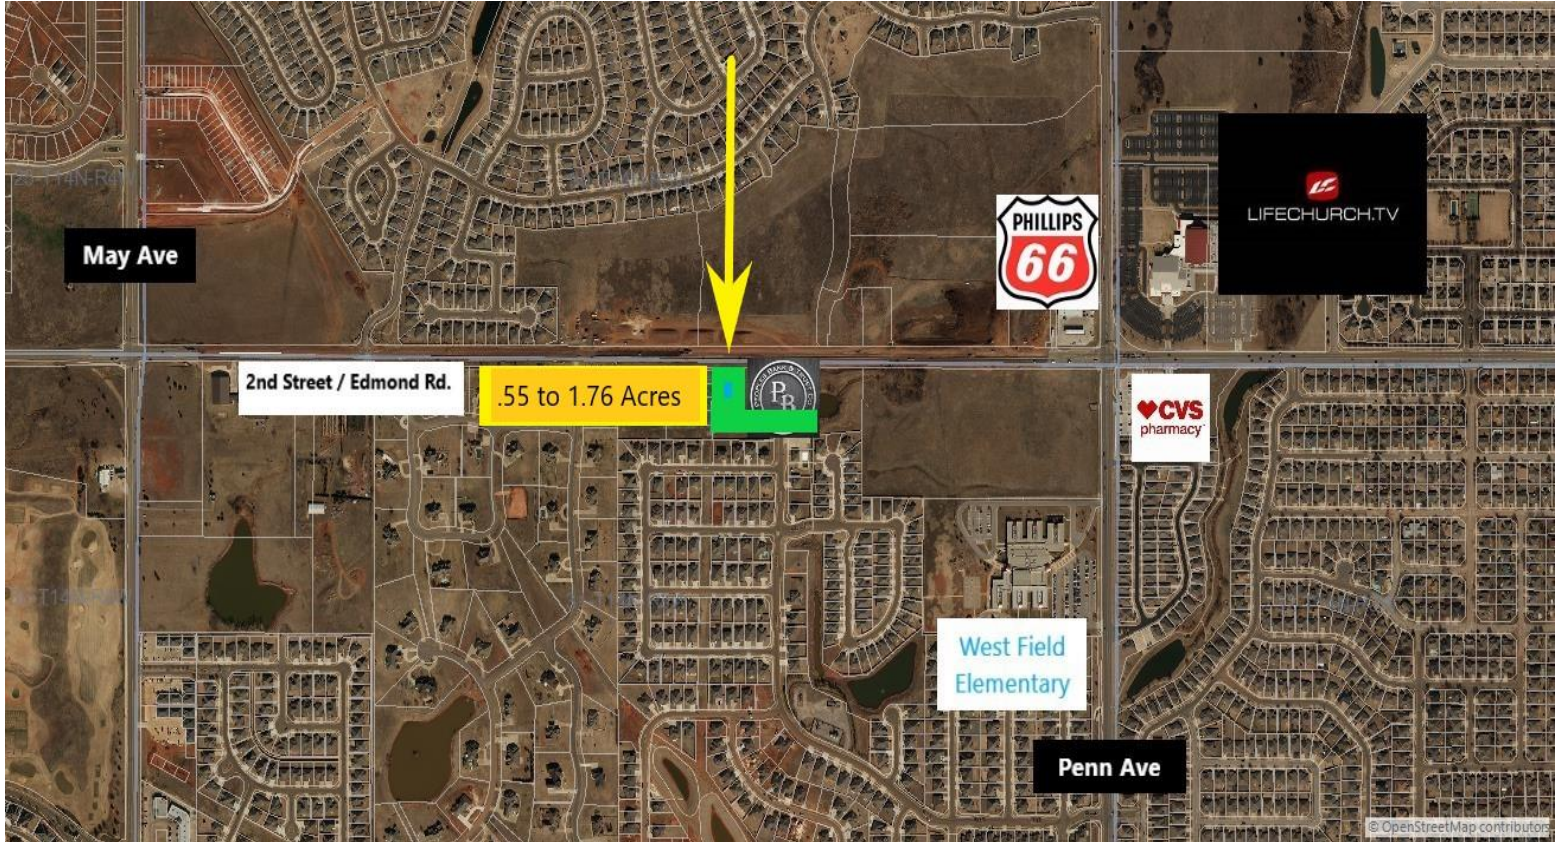 LIFECHURCH.TV
PHILLIPS
66
May Ave
2nd Street / Edmond Rd.
.55 to 1.76 Acres
PB
CVS
pharmacy
West Field
Elementary
Penn Ave
© OpenStreetMap contributors